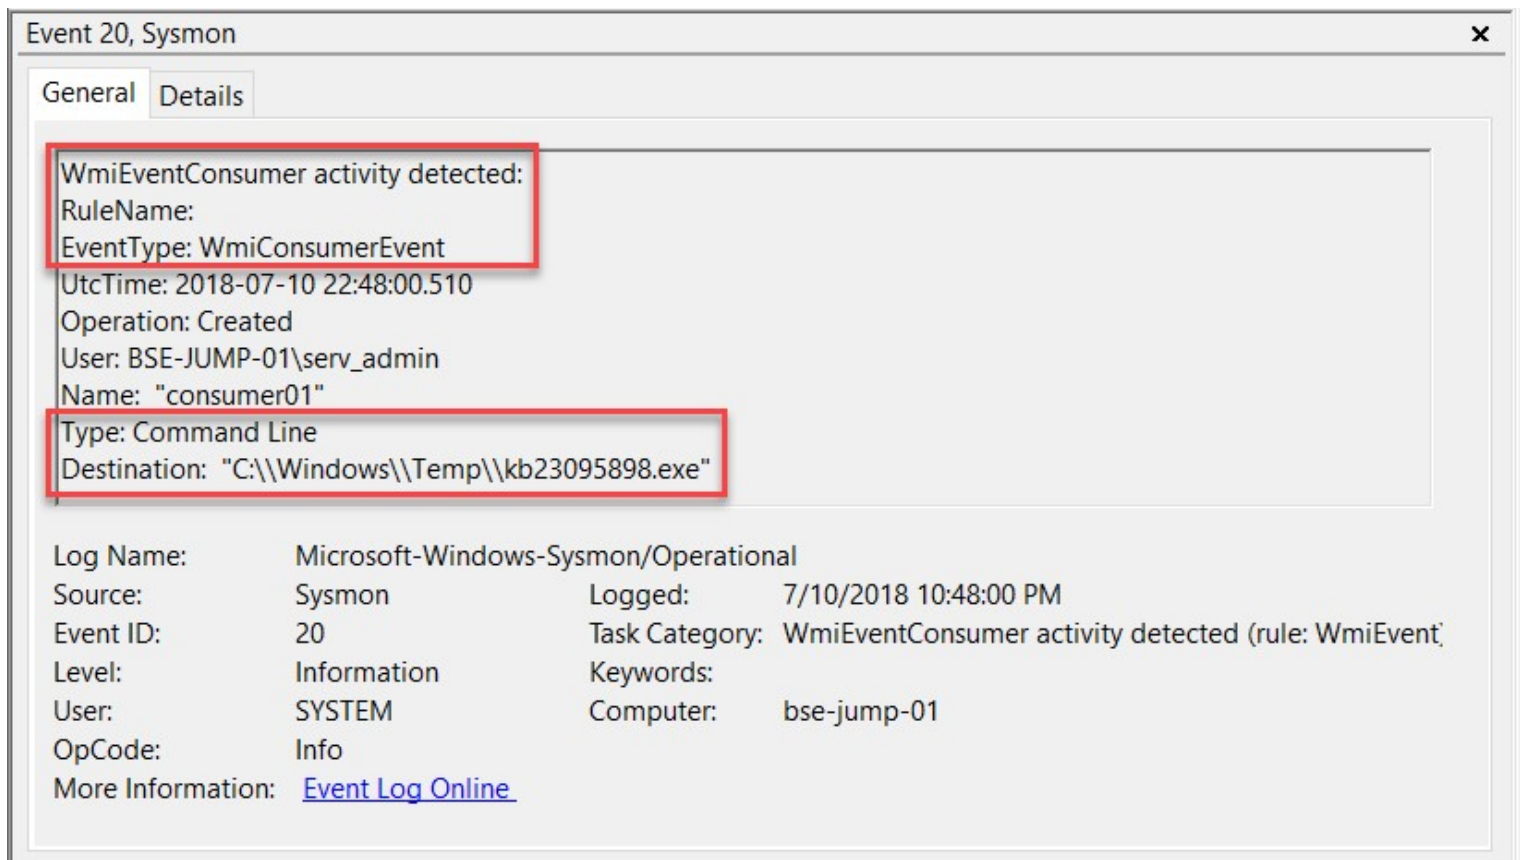 Event 20, Sysmon
General Details
WmiEventConsumer activity detected:
RuleName:
EventType: WmiConsumerEvent
UtcTime: 2018-07-10 22:48:00.510
Operation: Created
User: BSE-JUMP-01\serv_admin
Name:  "consumer01"
Type: Command Line
Destination:  "C:\\Windows\\Temp\\kb23095898.exe"
Log Name: Microsoft-Windows-Sysmon/Operational
Source: Sysmon Logged: 7/10/2018 10:48:00 PM
Event ID: 20 Task Category: WmiEventConsumer activity detected (rule: WmiEvent)
Level: Information Keywords:
User: SYSTEM Computer: bse-jump-01
OpCode: Info
More Information: Event Log Online